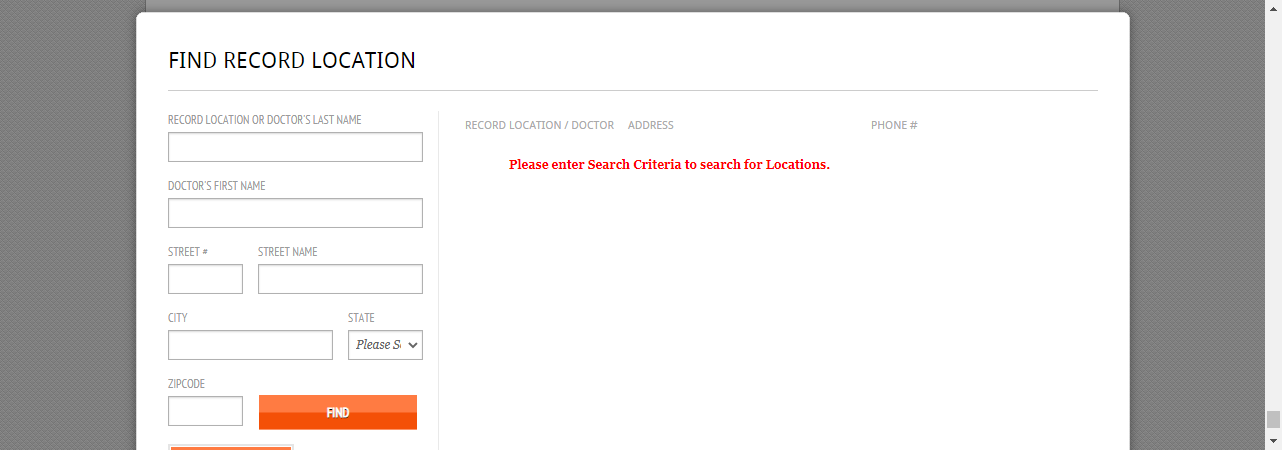 FIND RECORD LOCATION
RECORD LOCATION OR DOCTOR'S LAST NAME
DOCTOR'S FIRST NAME
STREET # STREET NAME
CITY STATE
Please
ZIPCODE
FIND
RECORD LOCATION / DOCTOR ADDRESS PHONE #
Please enter Search Criteria to search for Locations.